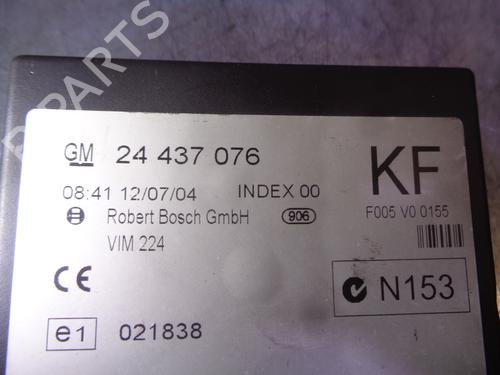 GM 24 437 076
KF
08:41 12/07/04 INDEX 00
F005 V0 0155
Robert Bosch GmbH 906
VIM 224
CE
N153
e1 021838
PARTS